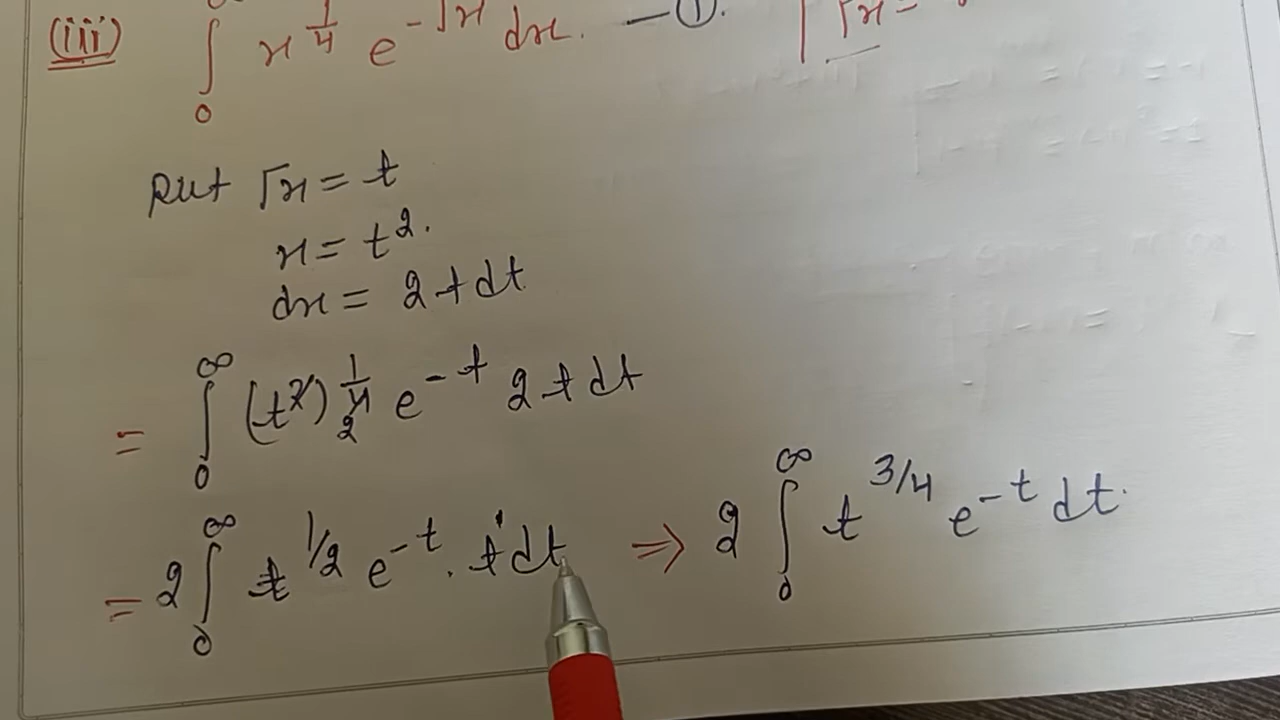 (iii) ∫₀ x^1/4 e^-√x dx. —①. | √x =
Put √x = t
x = t².
dx = 2t dt
= ∫₀^∞ (t²)^1/4 2 e^-t 2t dt
= 2 ∫₀^∞ t^1/2 e^-t . t' dt ⇒ 2 ∫₀^∞ t^3/4 e^-t dt.